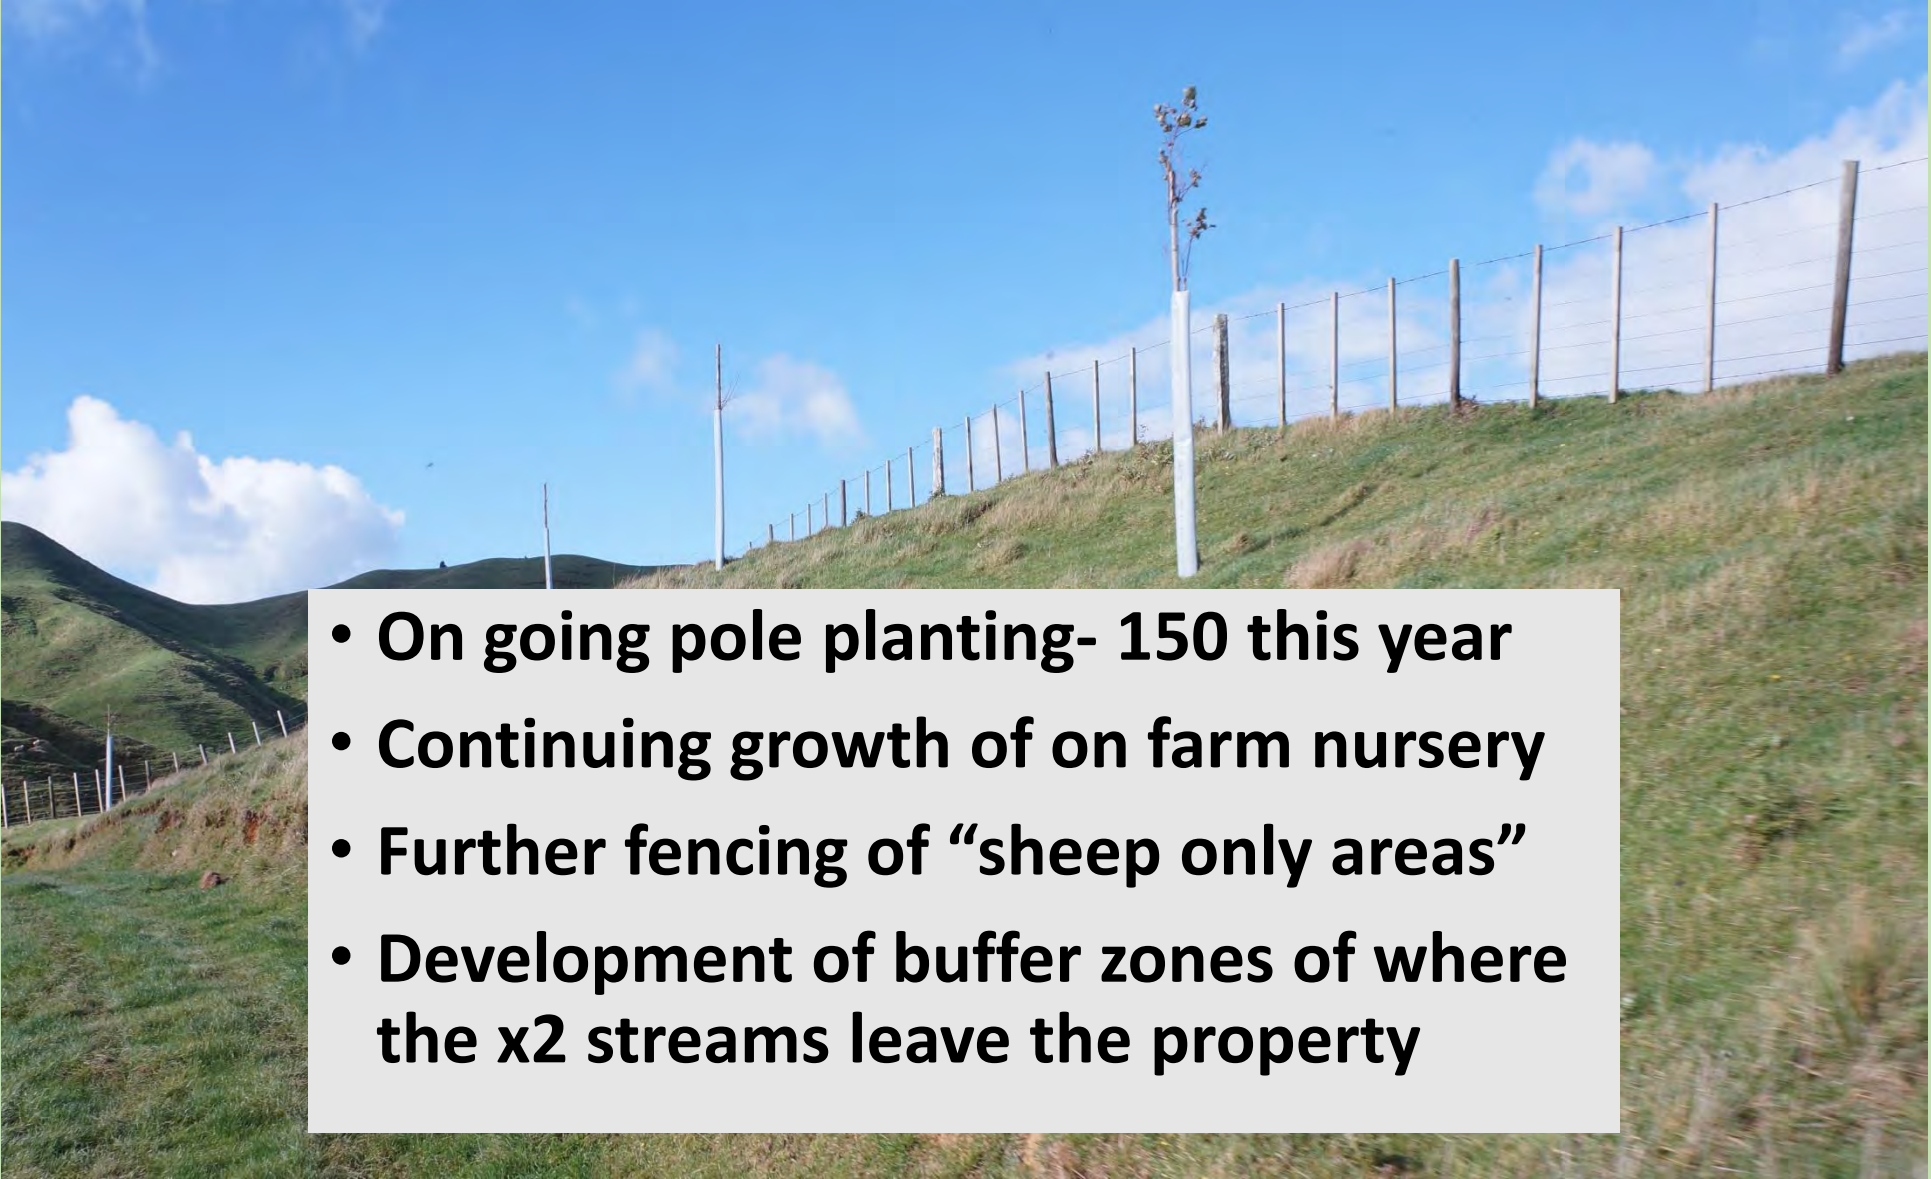 • On going pole planting- 150 this year
• Continuing growth of on farm nursery
• Further fencing of “sheep only areas”
• Development of buffer zones of where
the x2 streams leave the property